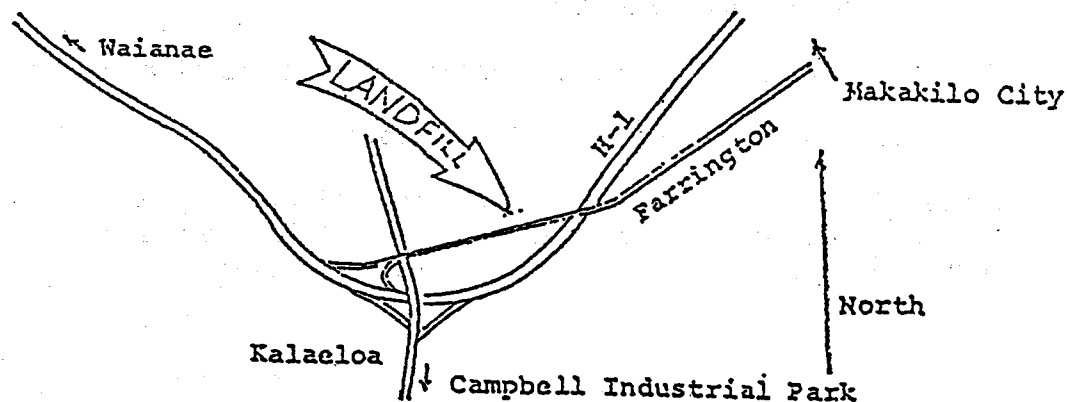 Waianae
LANDFILL
Makakilo City
H-1
Farrington
North
Kalaeloa
Campbell Industrial Park